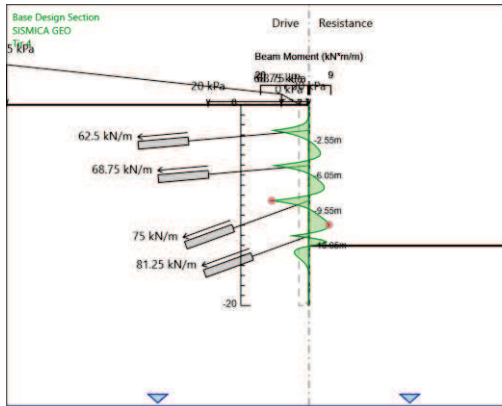 Base Design Section
SISMICA GEO
Drive
Resistance
5 kPa
Beam Moment (kN*m/m)
9
20 kPa
0
62.5 kN/m
-2.55m
68.75 kN/m
-6.05m
-9.55m
75 kN/m
81.25 kN/m
-20